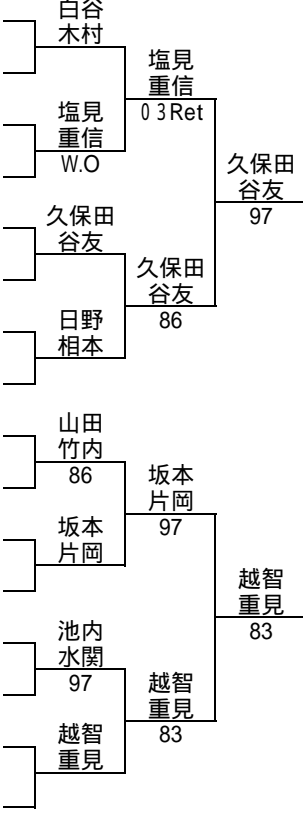 白谷
木村
塩見
重信
0 3 Ret
塩見
重信
W.O
久保田
谷友
97
久保田
谷友
久保田
谷友
86
日野
相本
山田
竹内
86
坂本
片岡
97
坂本
片岡
越智
重見
83
池内
水関
97
越智
重見
83
越智
重見